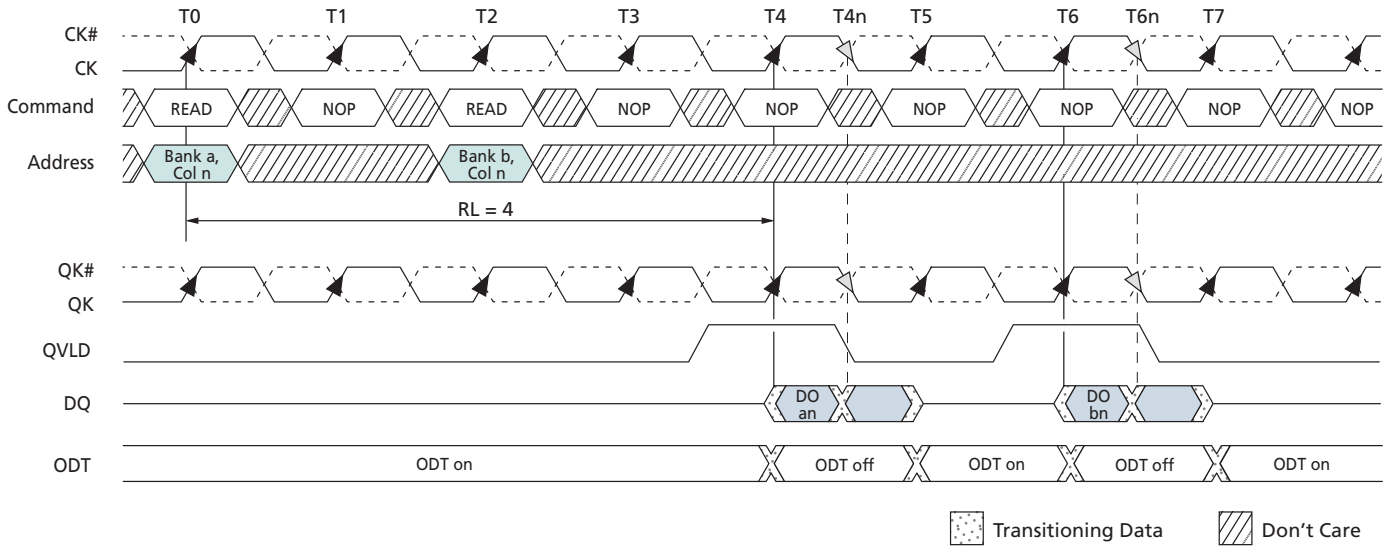 T0 T1 T2 T3 T4 T4n T5 T6 T6n T7
CK#
CK
Command READ NOP READ NOP NOP NOP NOP NOP NOP
Address Bank a, Col n Bank b, Col n
RL = 4
QK#
QK
QVLD
DQ DO an DO bn
ODT ODT on ODT off ODT on ODT off ODT on
Transitioning Data Don't Care